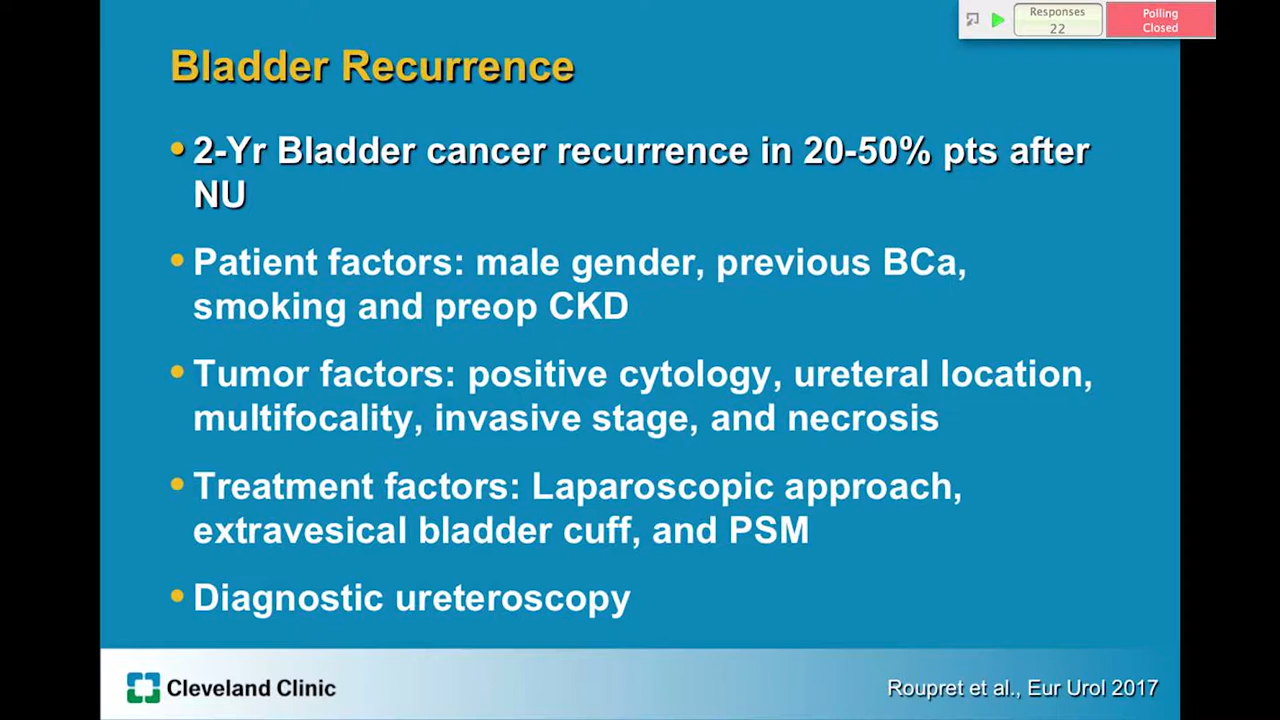 Responses
22
Polling
Closed
Bladder Recurrence
• 2-Yr Bladder cancer recurrence in 20-50% pts after
NU
• Patient factors: male gender, previous BCa,
smoking and preop CKD
• Tumor factors: positive cytology, ureteral location,
multifocality, invasive stage, and necrosis
• Treatment factors: Laparoscopic approach,
extravesical bladder cuff, and PSM
• Diagnostic ureteroscopy
Cleveland Clinic
Roupret et al., Eur Urol 2017